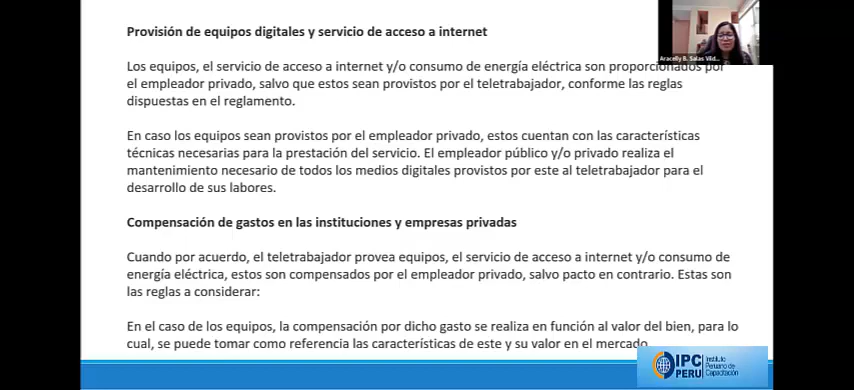 Provisión de equipos digitales y servicio de acceso a internet
Los equipos, el servicio de acceso a internet y/o consumo de energía eléctrica son proporcionados por
el empleador privado, salvo que estos sean provistos por el teletrabajador, conforme las reglas
dispuestas en el reglamento.
En caso los equipos sean provistos por el empleador privado, estos cuentan con las características
técnicas necesarias para la prestación del servicio. El empleador público y/o privado realiza el
mantenimiento necesario de todos los medios digitales provistos por este al teletrabajador para el
desarrollo de sus labores.
Compensación de gastos en las instituciones y empresas privadas
Cuando por acuerdo, el teletrabajador provea equipos, el servicio de acceso a internet y/o consumo de
energía eléctrica, estos son compensados por el empleador privado, salvo pacto en contrario. Estas son
las reglas a considerar:
En el caso de los equipos, la compensación por dicho gasto se realiza en función al valor del bien, para lo
cual, se puede tomar como referencia las características de este y su valor en el mercado
Aracelly B. Salas
IPC
PERU
Instituto
Peruano de
Capacitación